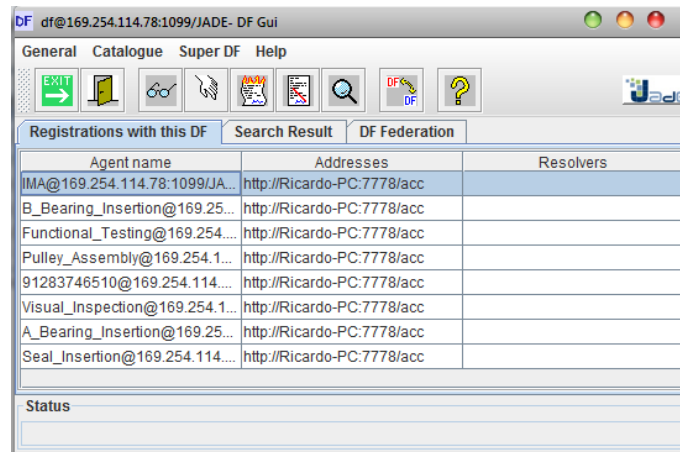 DF df@169.254.114.78:1099/JADE- DF Gui
General Catalogue Super DF Help
EXIT DF DF ? Jade
Registrations with this DF Search Result DF Federation
Agent name Addresses Resolvers
IMA@169.254.114.78:1099/JA... http://Ricardo-PC:7778/acc
B_Bearing_Insertion@169.25... http://Ricardo-PC:7778/acc
Functional_Testing@169.254.... http://Ricardo-PC:7778/acc
Pulley_Assembly@169.254.1... http://Ricardo-PC:7778/acc
91283746510@169.254.114.... http://Ricardo-PC:7778/acc
Visual_Inspection@169.254.1... http://Ricardo-PC:7778/acc
A_Bearing_Insertion@169.25... http://Ricardo-PC:7778/acc
Seal_Insertion@169.254.114.... http://Ricardo-PC:7778/acc
Status